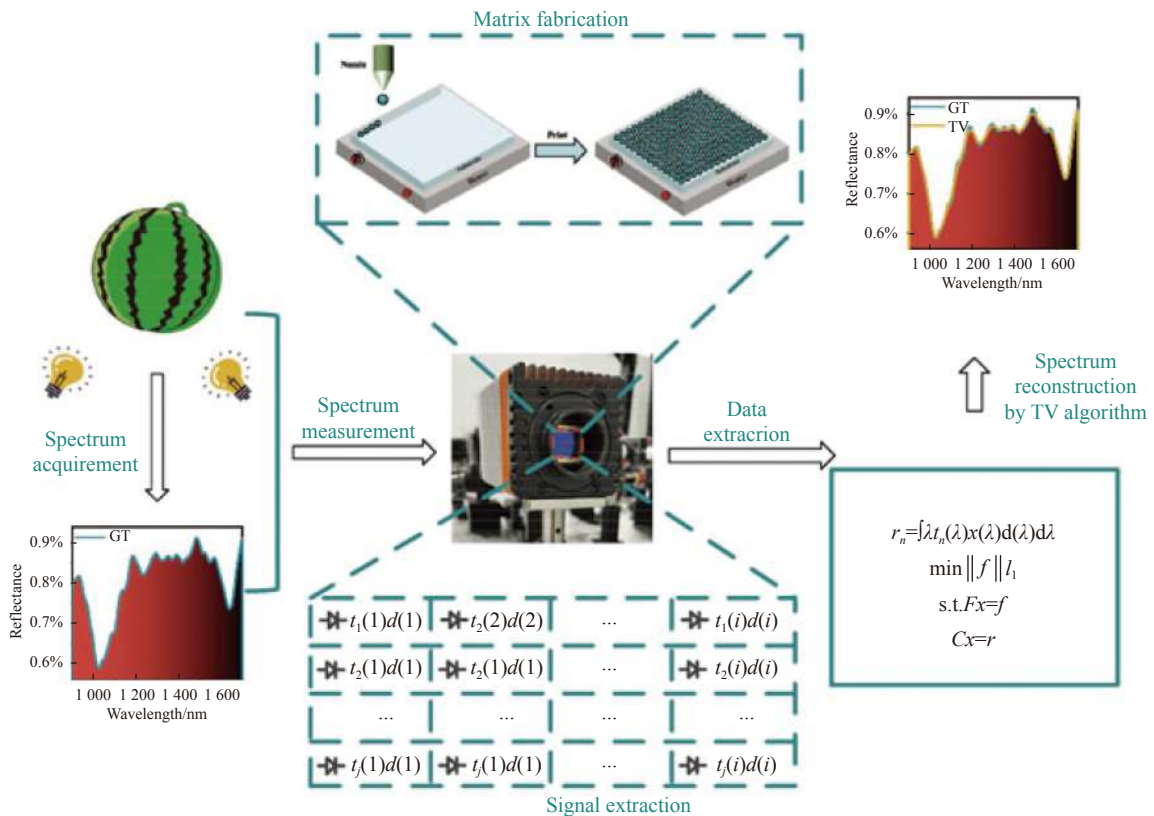 Matrix fabrication
Nozzle
Print
GT
TV
0.9%
0.8%
0.7%
0.6%
Reflectance
1 000 1 200 1 400 1 600
Wavelength/nm
Spectrum
acquirement
Spectrum
measurement
Data
extracrion
Spectrum
reconstruction
by TV algorithm
GT
0.9%
0.8%
0.7%
0.6%
Reflectance
1 000 1 200 1 400 1 600
Wavelength/nm
t₁(1)d(1) t₂(2)d(2) ... t₁(i)d(i)
t₂(1)d(1) t₂(1)d(1) ... t₂(i)d(i)
... ... ... ...
tⱼ(1)d(1) tⱼ(1)d(1) ... tⱼ(i)d(i)
Signal extraction
rₙ=∫λtₙ(λ)x(λ)d(λ)dλ
min‖f‖l₁
s.t.Fx=f
Cx=r